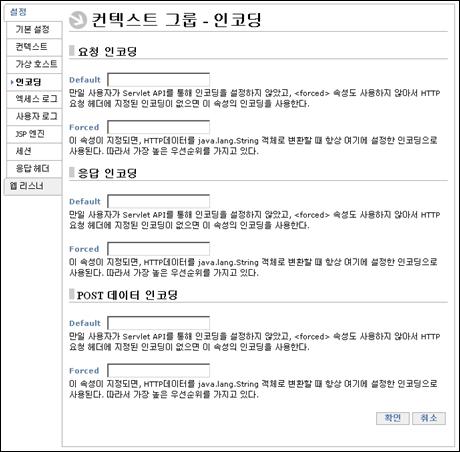 설정
기본 설정
컨텍스트
가상 호스트
인코딩
액세스 로그
사용자 로그
JSP 엔진
세션
응답 헤더
웹 리스너
컨텍스트 그룹 - 인코딩
요청 인코딩
Default
만일 사용자가 Servlet API를 통해 인코딩을 설정하지 않았고, <forced> 속성도 사용하지 않아서 HTTP
요청 헤더에 지정된 인코딩이 없으면 이 속성의 인코딩을 사용한다.
Forced
이 속성이 지정되면, HTTP데이터를 java.lang.String 객체로 변환할 때 항상 여기에 설정한 인코딩으로
사용된다. 따라서 가장 높은 우선순위를 가지고 있다.
응답 인코딩
Default
만일 사용자가 Servlet API를 통해 인코딩을 설정하지 않았고, <forced> 속성도 사용하지 않아서 HTTP
요청 헤더에 지정된 인코딩이 없으면 이 속성의 인코딩을 사용한다.
Forced
이 속성이 지정되면, HTTP데이터를 java.lang.String 객체로 변환할 때 항상 여기에 설정한 인코딩으로
사용된다. 따라서 가장 높은 우선순위를 가지고 있다.
POST 데이터 인코딩
Default
만일 사용자가 Servlet API를 통해 인코딩을 설정하지 않았고, <forced> 속성도 사용하지 않아서 HTTP
요청 헤더에 지정된 인코딩이 없으면 이 속성의 인코딩을 사용한다.
Forced
이 속성이 지정되면, HTTP데이터를 java.lang.String 객체로 변환할 때 항상 여기에 설정한 인코딩으로
사용된다. 따라서 가장 높은 우선순위를 가지고 있다.
확인 취소